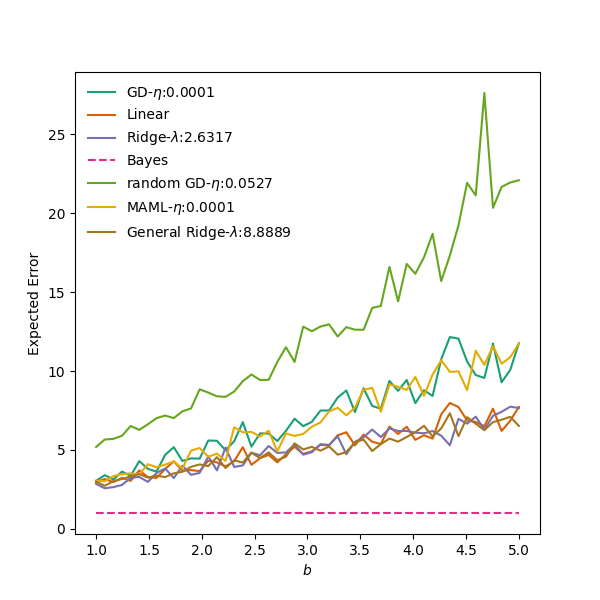 GD-η:0.0001
Linear
Ridge-λ:2.6317
Bayes
random GD-η:0.0527
MAML-η:0.0001
General Ridge-λ:8.8889
Expected Error
25
20
15
10
5
0
1.0 1.5 2.0 2.5 3.0 3.5 4.0 4.5 5.0
b